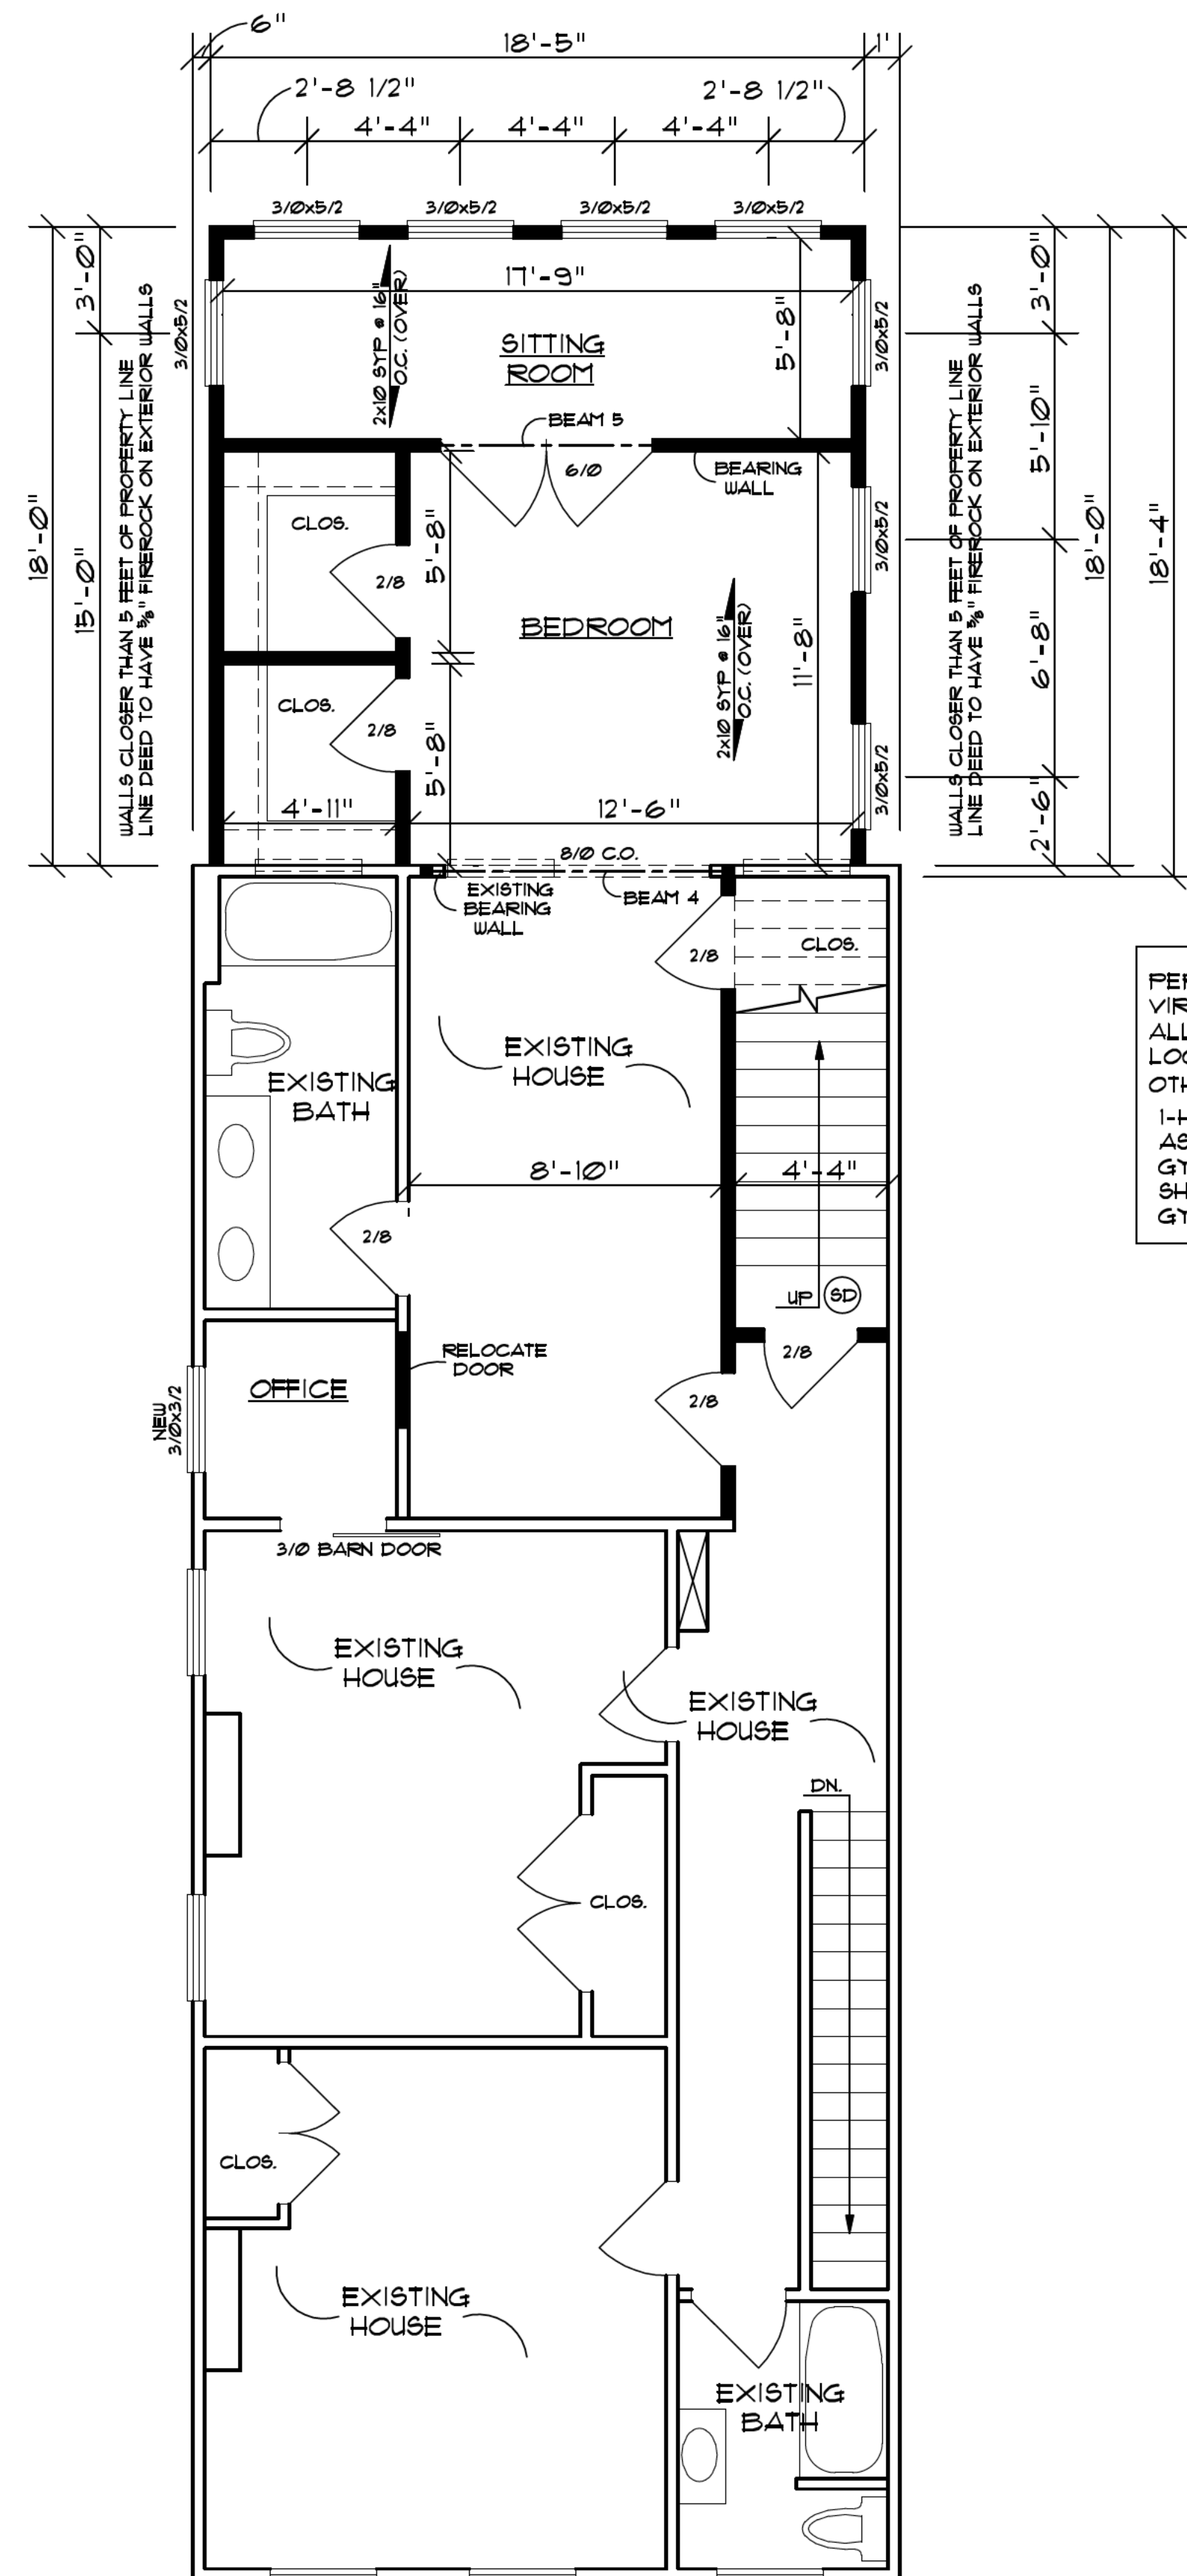 6"
18'-5"
1'
2'-8 1/2"
2'-8 1/2"
4'-4"
4'-4"
4'-4"
3/0x5/2
3/0x5/2
3/0x5/2
3/0x5/2
3'-0"
15'-0"
18'-0"
3/0x5/2
WALLS CLOSER THAN 5 FEET OF PROPERTY LINE
LINE DEED TO HAVE 5/8" FIREROCK ON EXTERIOR WALLS
17'-9"
2x10 SYP @ 16"
O.C. (OVER)
SITTING
ROOM
5'-8"
3/0x5/2
BEAM 5
6/0
BEARING
WALL
CLOS.
2/8
5'-8"
BEDROOM
2x10 SYP @ 16"
O.C. (OVER)
11'-8"
3/0x5/2
CLOS.
2/8
5'-8"
4'-11"
12'-6"
3/0x5/2
WALLS CLOSER THAN 5 FEET OF PROPERTY LINE
LINE DEED TO HAVE 5/8" FIREROCK ON EXTERIOR WALLS
3'-0"
5'-10"
6'-8"
2'-6"
18'-0"
18'-4"
8/0 C.O.
EXISTING
BEARING
WALL
BEAM 4
2/8
CLOS.
EXISTING
HOUSE
EXISTING
BATH
8'-10"
4'-4"
2/8
UP
SD
RELOCATE
DOOR
2/8
2/8
OFFICE
NEW
3/0x3/2
3/0 BARN DOOR
EXISTING
HOUSE
EXISTING
HOUSE
DN.
CLOS.
CLOS.
EXISTING
HOUSE
EXISTING
BATH